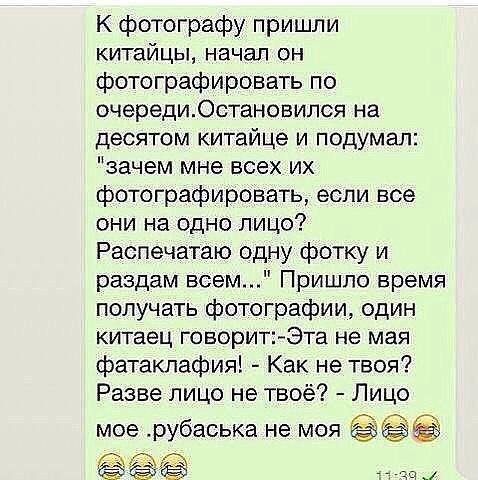 К фотографу пришли
китайцы, начал он
фотографировать по
очереди.Остановился на
десятом китайце и подумал:
"зачем мне всех их
фотографировать, если все
они на одно лицо?
Распечатаю одну фотку и
раздам всем..." Пришло время
получать фотографии, один
китаец говорит:-Эта не мая
фатаклафия! - Как не твоя?
Разве лицо не твоё? - Лицо
мое .рубаська не моя 😂😂😂
😂😂😂
11:39 ✓